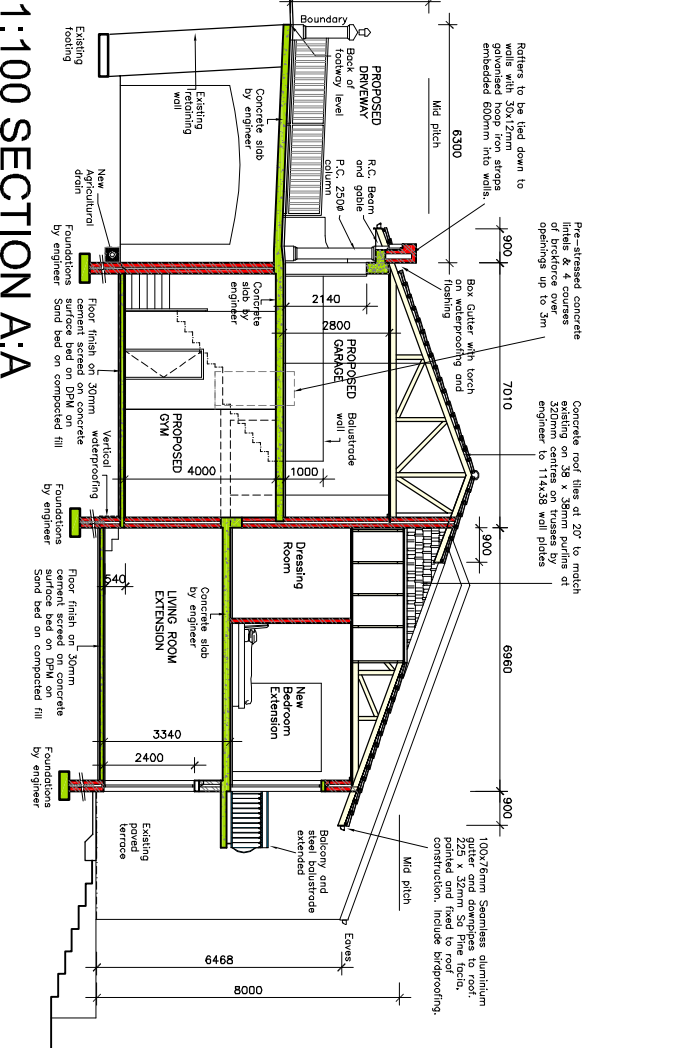 Rafters to be tied down to
walls with 30x12mm
galvanised hoop iron straps
embedded 600mm into walls.
Pre-stressed concrete
lintels & 4 courses
of brckforce over
openings up to 3m
Concrete roof tiles at 20° to match
existing on 38 x 38mm purlins at
320mm centres on trusses by
engineer to 114x38 wall plates
100x76mm Seamless aluminium
gutter and downpipes to roof.
225 x 32mm Sa Pine facia,
painted and fixed to roof
construction. Include birdproofing.
6300
900
7010
900
6960
900
Mid pitch
Mid pitch
Box Gutter with torch
on waterproofing and
flashing
Boundary
PROPOSED
DRIVEWAY
Back of
footway level
R.C. Beam
and gable
P.C. 250Ø
column
2140
2800
PROPOSED
GARAGE
Balustrade
wall
1000
Dressing
Room
New
Bedroom
Extension
Balcony and
steel balustrade
extended
Eaves
6468
8000
Concrete slab
by engineer
Existing
retaining
wall
Concrete
slab by
engineer
PROPOSED
GYM
4000
Concrete slab
by engineer
LIVING ROOM
EXTENSION
540
3340
2400
Existing
paved
terrace
Existing
footing
New
Agricultural
drain
Foundations
by engineer
Floor finish on 30mm
cement screed on concrete
surface bed on DPM on
Sand bed on compacted fill
Vertical
waterproofing
Foundations
by engineer
Floor finish on 30mm
cement screed on concrete
surface bed on DPM on
Sand bed on compacted fill
Foundations
by engineer
1:100 SECTION A:A